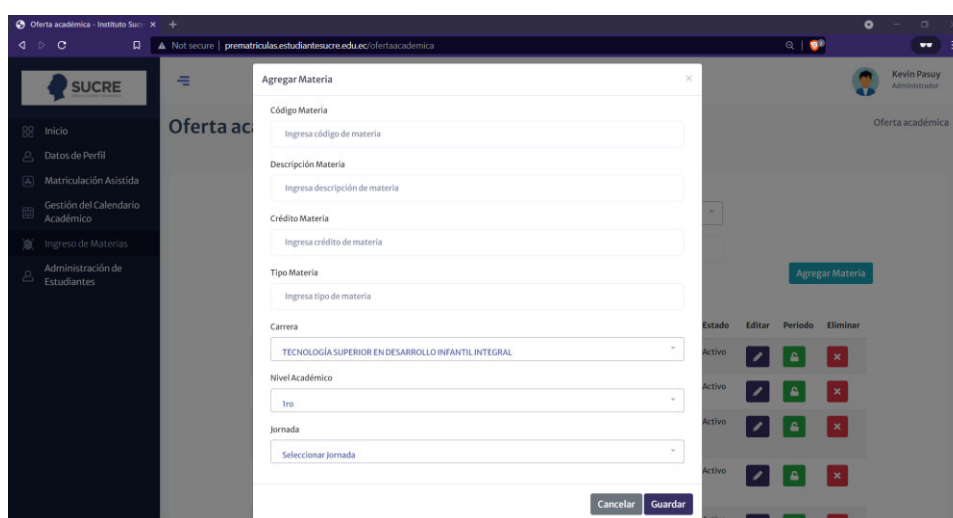 Oferta académica - Instituto Suc
Not secure | prematriculas.estudiantesucre.edu.ec/ofertaacademica
SUCRE
Kevin Pasuy
Administrador
Inicio
Datos de Perfil
Matriculación Asistida
Gestión del Calendario
Académico
Ingreso de Materias
Administración de
Estudiantes
Oferta ac
Oferta académica
Agregar Materia
Código Materia
Ingresa código de materia
Descripción Materia
Ingresa descripción de materia
Crédito Materia
Ingresa crédito de materia
Tipo Materia
Ingresa tipo de materia
Carrera
TECNOLOGÍA SUPERIOR EN DESARROLLO INFANTIL INTEGRAL
Nivel Académico
1ro
Jornada
Seleccionar Jornada
Cancelar Guardar
Agregar Materia
Estado Editar Periodo Eliminar
Activo
Activo
Activo
Activo